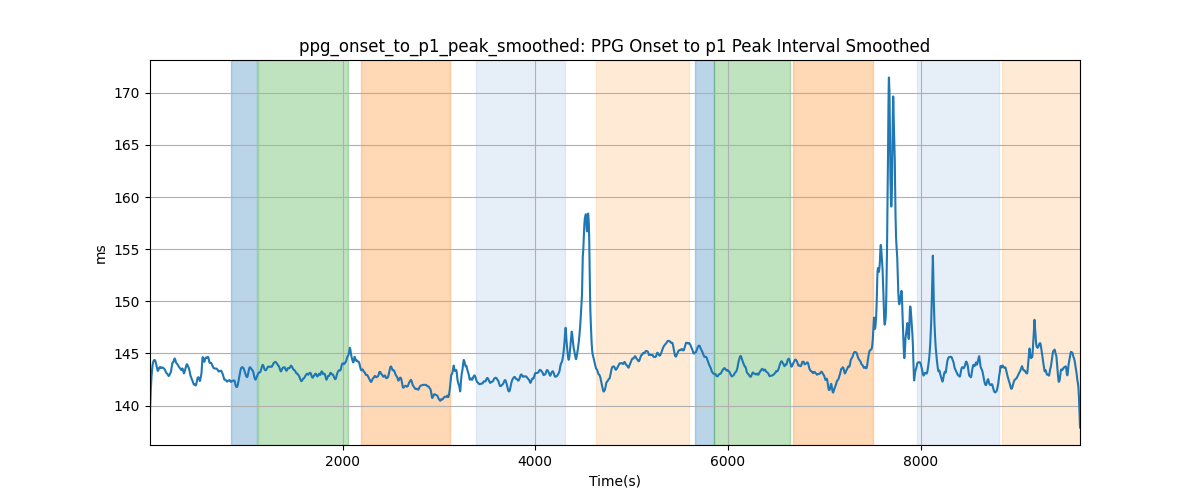 ppg_onset_to_p1_peak_smoothed: PPG Onset to p1 Peak Interval Smoothed
170
165
160
155
150
145
140
ms
2000 4000 6000 8000
Time(s)